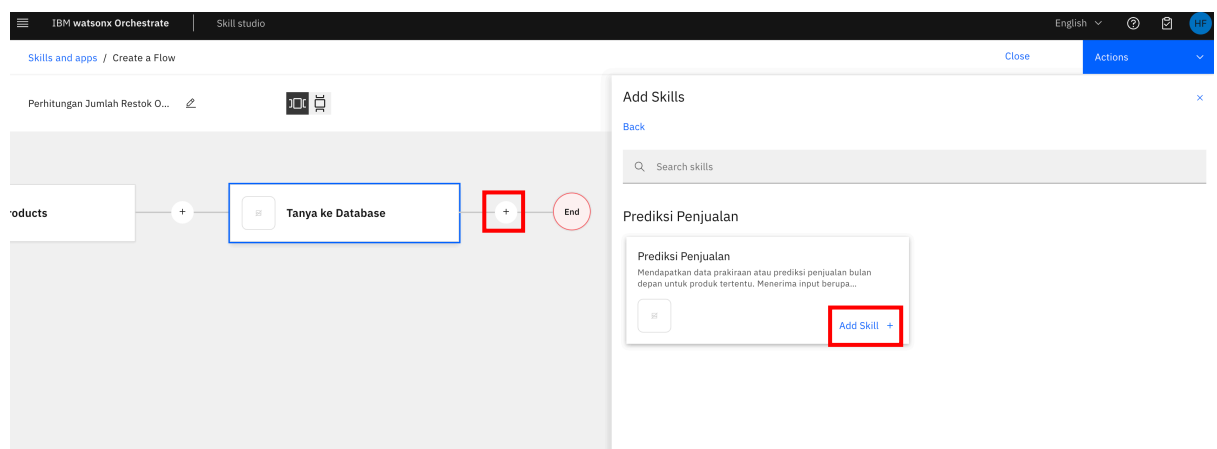 IBM watsonx Orchestrate
Skill studio
English
HF
Skills and apps / Create a Flow
Close
Actions
Perhitungan Jumlah Restok O...
Add Skills
Back
Search skills
roducts
+
Tanya ke Database
+
End
Prediksi Penjualan
Prediksi Penjualan
Mendapatkan data prakiraan atau prediksi penjualan bulan
depan untuk produk tertentu. Menerima input berupa...
Add Skill +